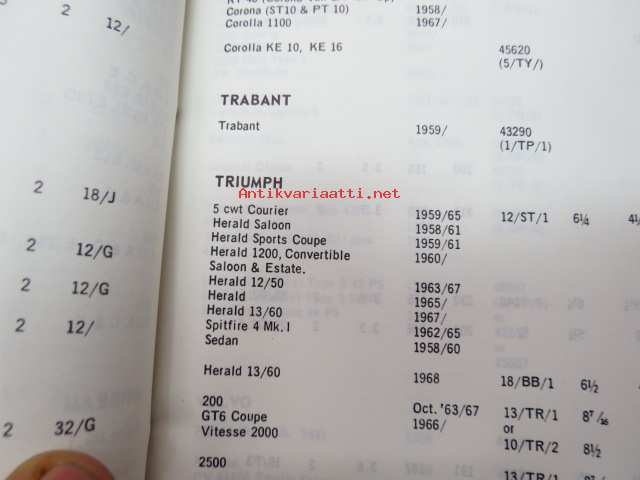 2 12/
2 18/J
2 12/G
2 12/G
2 12/
2 32/G
Corona (ST10 & PT 10) 1958/
Corolla 1100 1967/
Corolla KE 10, KE 16 45620
(5/TY/)
TRABANT
Trabant 1959/ 43290
(1/TP/1)
TRIUMPH
Antikvariaatti.net
5 cwt Courier 1959/65 12/ST/1 6¼
Herald Saloon 1958/61
Herald Sports Coupe 1959/61
Herald 1200, Convertible 1960/
Saloon & Estate.
Herald 12/50 1963/67
Herald 1965/
Herald 13/60 1967/
Spitfire 4 Mk. I 1962/65
Sedan 1958/60
Herald 13/60 1968 18/BB/1 6½
200 Oct. '63/67 13/TR/1 8⁷/₁₆
GT6 Coupe 1966/ or
Vitesse 2000 10/TR/2 8½
2500 13/TR/1